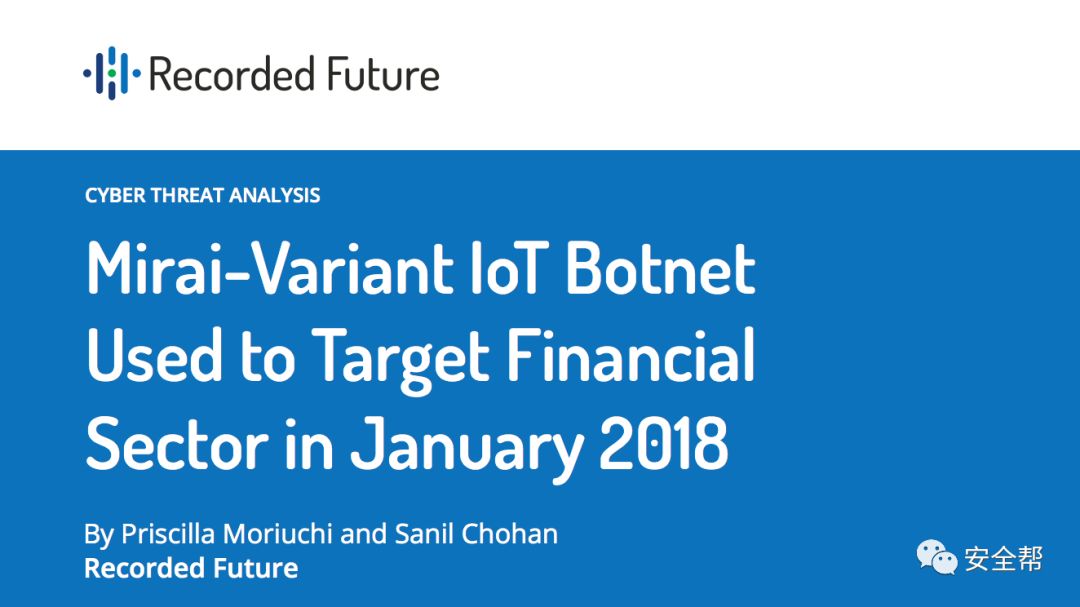 Recorded Future
CYBER THREAT ANALYSIS
Mirai-Variant IoT Botnet
Used to Target Financial
Sector in January 2018
By Priscilla Moriuchi and Sanil Chohan
Recorded Future
安全帮